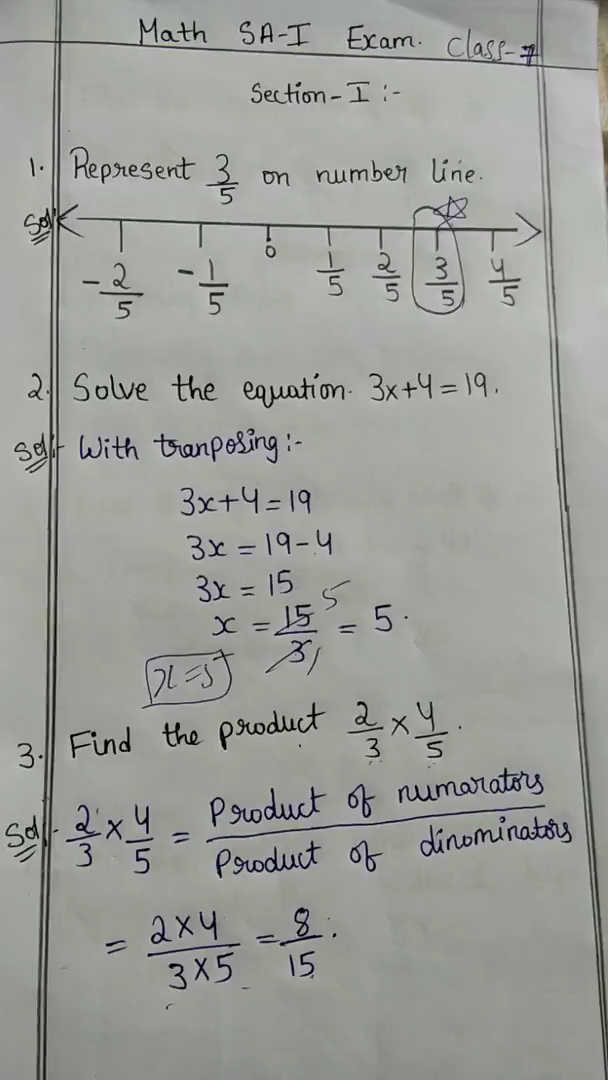 Math SA-I Exam. Class-7
Section-I :-
1. Represent 3/5 on number line.
Sol:-
-2/5 -1/5 0 1/5 2/5 3/5 4/5
2. Solve the equation. 3x+4=19.
Sol:- With tranposing :-
3x+4=19
3x = 19-4
3x = 15
x = 15/3 = 5.
5 1
x=5
3. Find the product 2/3 × 4/5.
Sol:- 2/3 × 4/5 = Product of numarators / Product of dinominators
= 2×4/3×5 = 8/15.